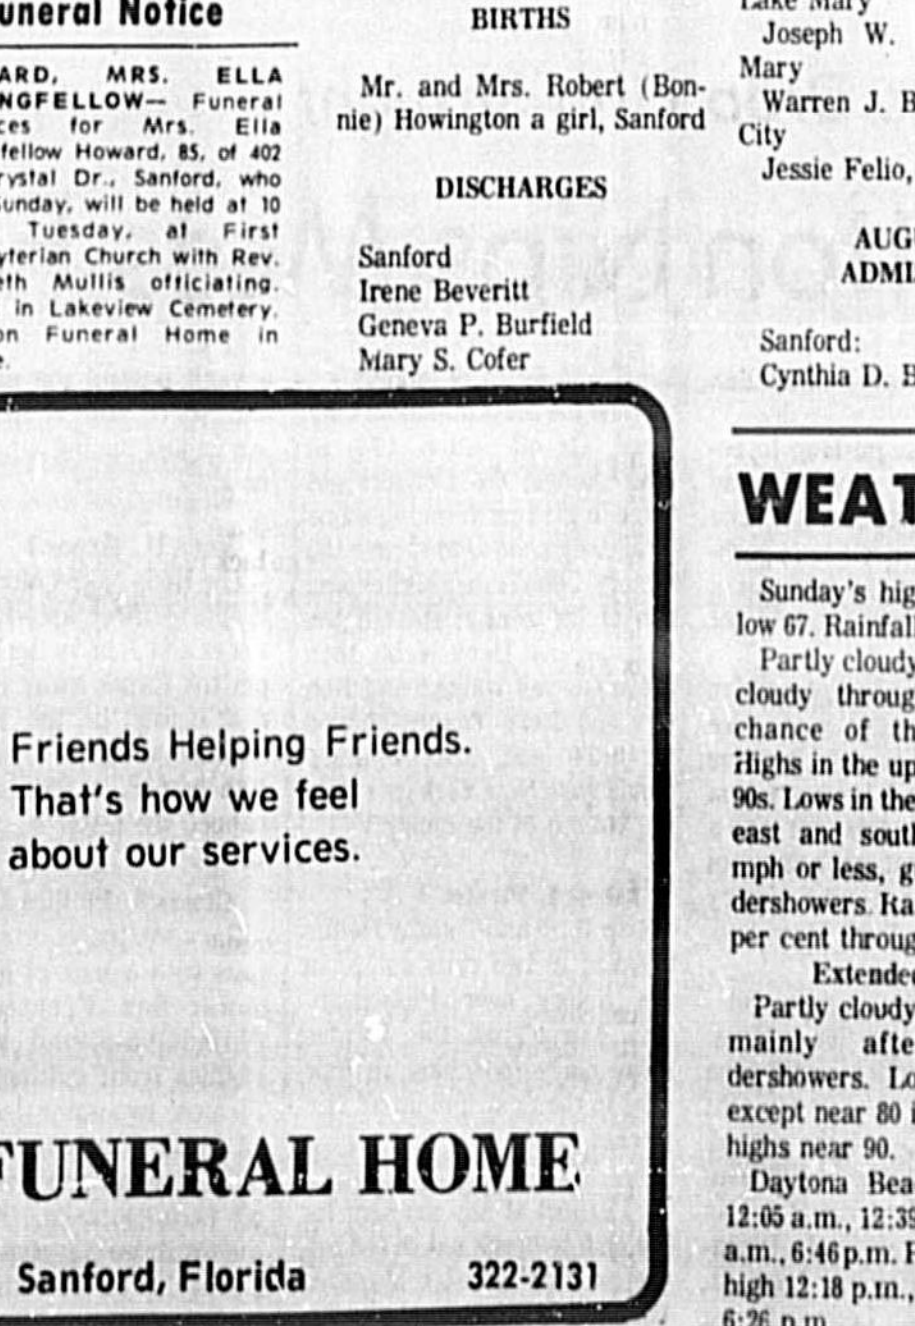 uneral Notice
ARD, MRS. ELLA
NGFELLOW— Funeral
ces for Mrs. Ella
fellow Howard, 85, of 402
rystal Dr., Sanford, who
unday, will be held at 10
Tuesday, at First
yterian Church with Rev.
eth Mullis officiating.
in Lakeview Cemetery.
on Funeral Home in
e.
BIRTHS
Mr. and Mrs. Robert (Bon-
nie) Howington a girl, Sanford
DISCHARGES
Sanford
Irene Beveritt
Geneva P. Burfield
Mary S. Cofer
Friends Helping Friends.
That's how we feel
about our services.
FUNERAL HOME
Sanford, Florida 322-2131
Lake Mary
Joseph W.
Mary
Warren J. B
City
Jessie Felio,
AUGU
ADMI
Sanford:
Cynthia D. B
WEAT
Sunday's hig
low 67. Rainfall
Partly cloudy
cloudy throug
chance of th
Highs in the up
90s. Lows in the
east and south
mph or less, g
dershowers. Ra
per cent throug
Extended
Partly cloudy
mainly afte
dershowers. Lo
except near 80 i
highs near 90.
Daytona Bea
12:05 a.m., 12:39
a.m., 6:46 p.m. P
high 12:18 p.m.,
6:26 p.m.